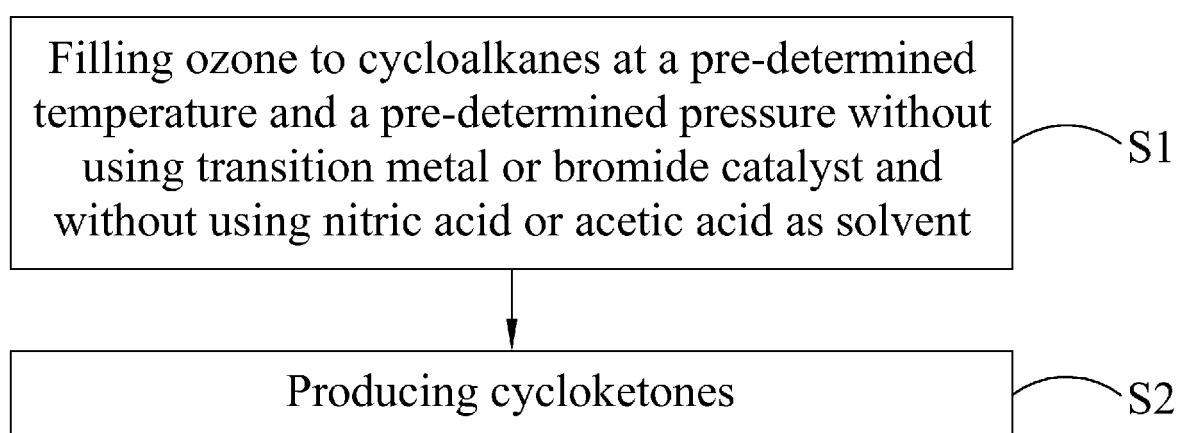 Filling ozone to cycloalkanes at a pre-determined
temperature and a pre-determined pressure without
using transition metal or bromide catalyst and
without using nitric acid or acetic acid as solvent
S1
Producing cycloketones
S2